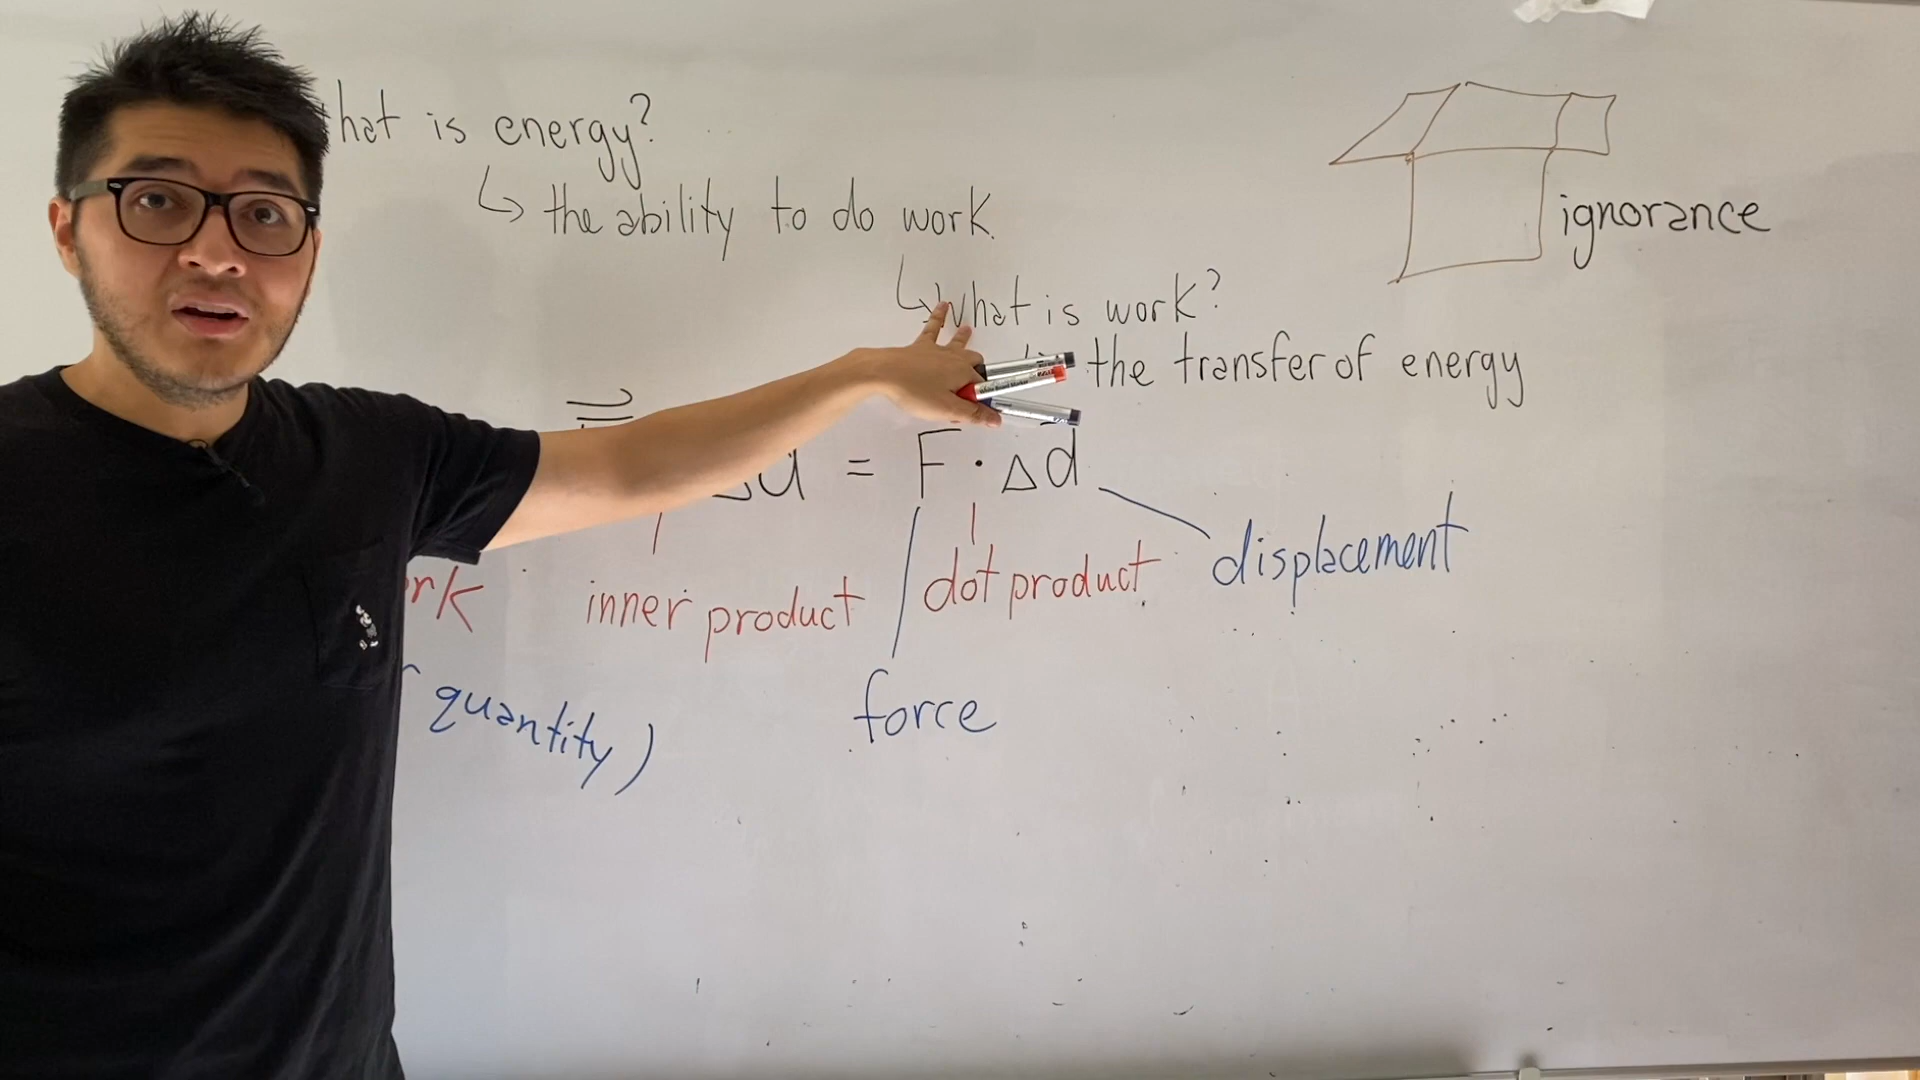 hat is energy?
↳ the ability to do work.
ignorance
↳ What is work?
the transfer of energy
= F · Δd
displacement
rk
inner product
dot product
quantity)
force